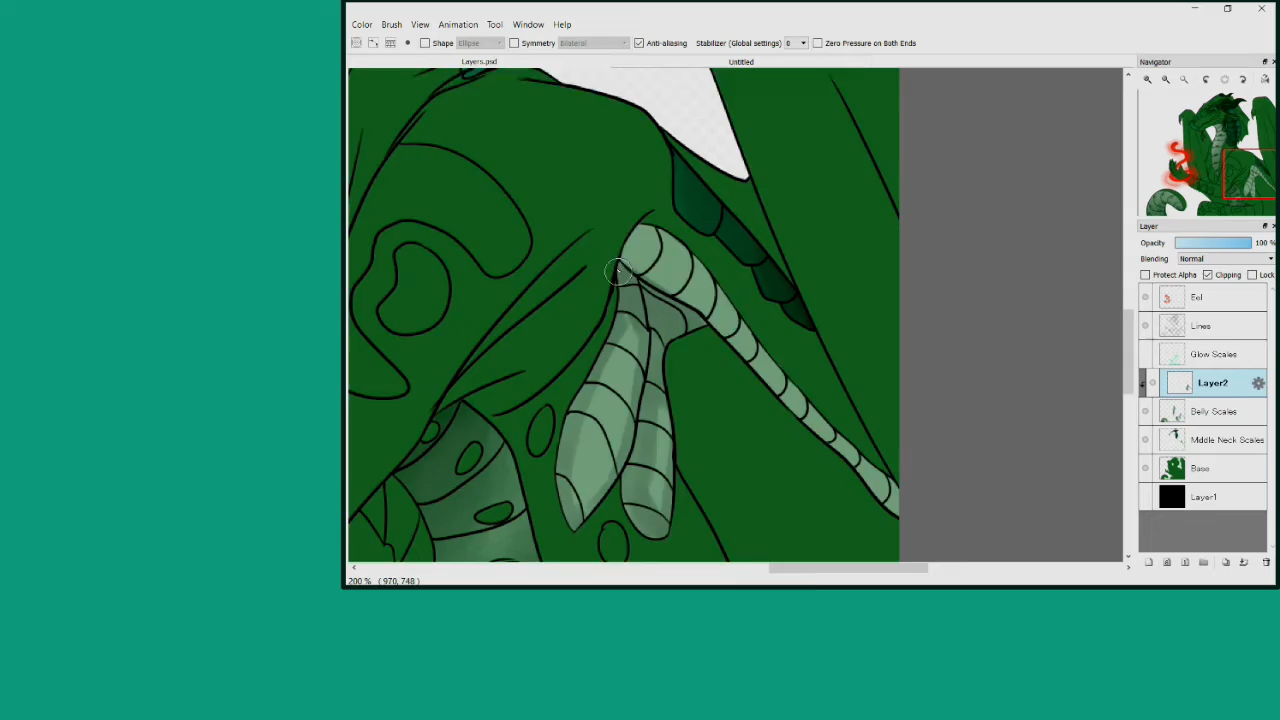 Color Brush View Animation Tool Window Help
Shape Ellipse Symmetry Bilateral Anti-aliasing Stabilizer (Global settings) 0 Zero Pressure on Both Ends
Layers.psd Untitled
Navigator
Layer
Opacity 100 %
Blending Normal
Protect Alpha Clipping Lock
Eel
Lines
Glow Scales
Layer2
Belly Scales
Middle Neck Scales
Base
Layer1
200 % ( 970, 748 )